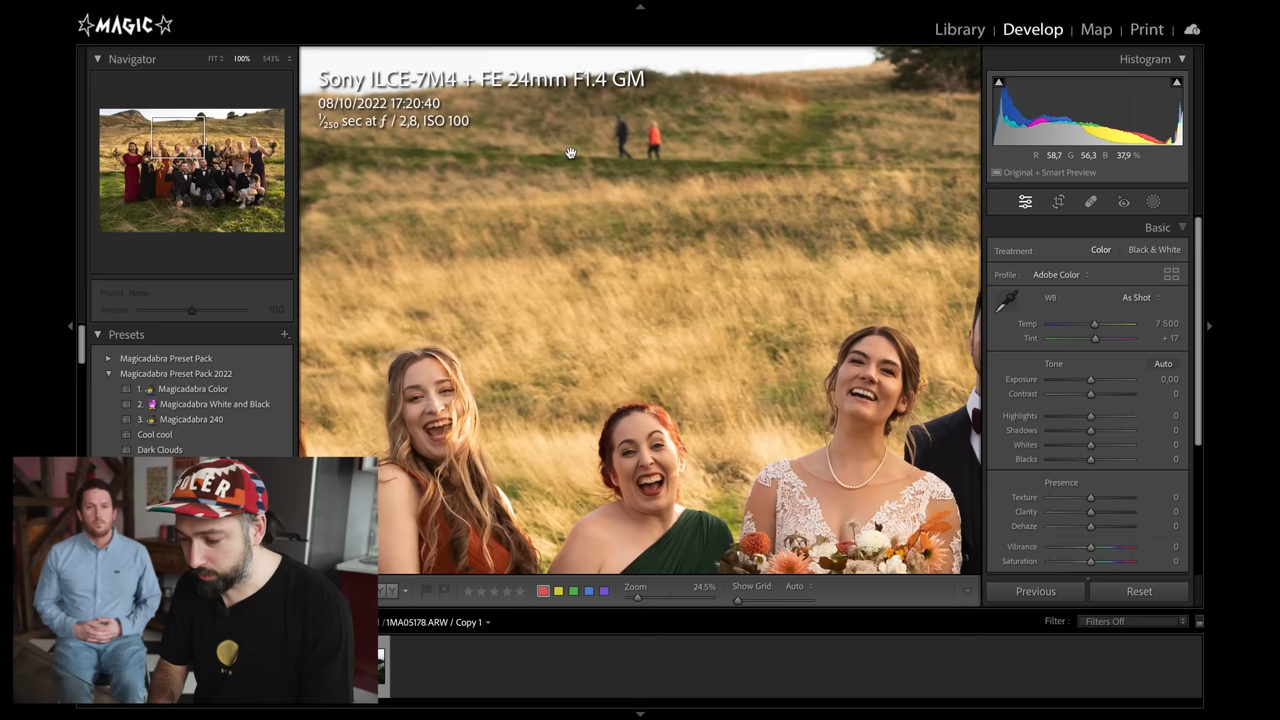 MAGIC
Library | Develop | Map | Print
Navigator FIT 100% 543%
Histogram
Sony ILCE-7M4 + FE 24mm F1.4 GM
08/10/2022 17:20:40
1/250 sec at ƒ / 2,8, ISO 100
R 58,7 G 56,3 B 37,9 %
Original + Smart Preview
Basic
Treatment : Color Black & White
Profile : Adobe Color
WB : As Shot
Temp 7 500
Tint + 17
Tone Auto
Exposure 0,00
Contrast 0
Highlights 0
Shadows 0
Whites 0
Blacks 0
Presence
Texture 0
Clarity 0
Dehaze 0
Vibrance 0
Saturation 0
Previous Reset
Preset : None
Amount 100
Presets +
Magicadabra Preset Pack
Magicadabra Preset Pack 2022
1. Magicadabra Color
2. Magicadabra White and Black
3. Magicadabra 240
Cool cool
Dark Clouds
POLER
Y
Zoom 24.5% Show Grid: Auto
/1MA05178.ARW / Copy 1
Filter : Filters Off